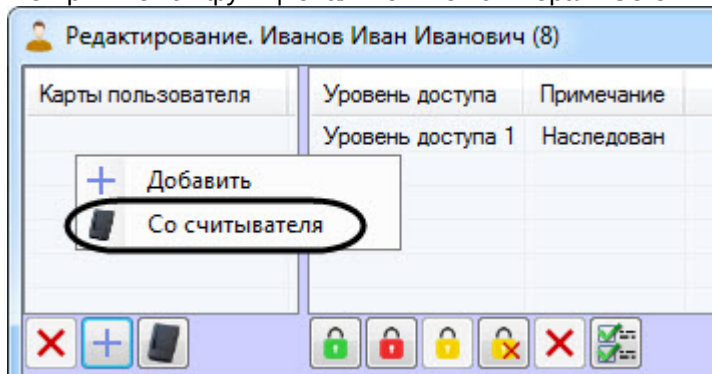 Редактирование. Иванов Иван Иванович (8)
Карты пользователя Уровень доступа Примечание
Уровень доступа 1 Наследован
Добавить
Со считывателя